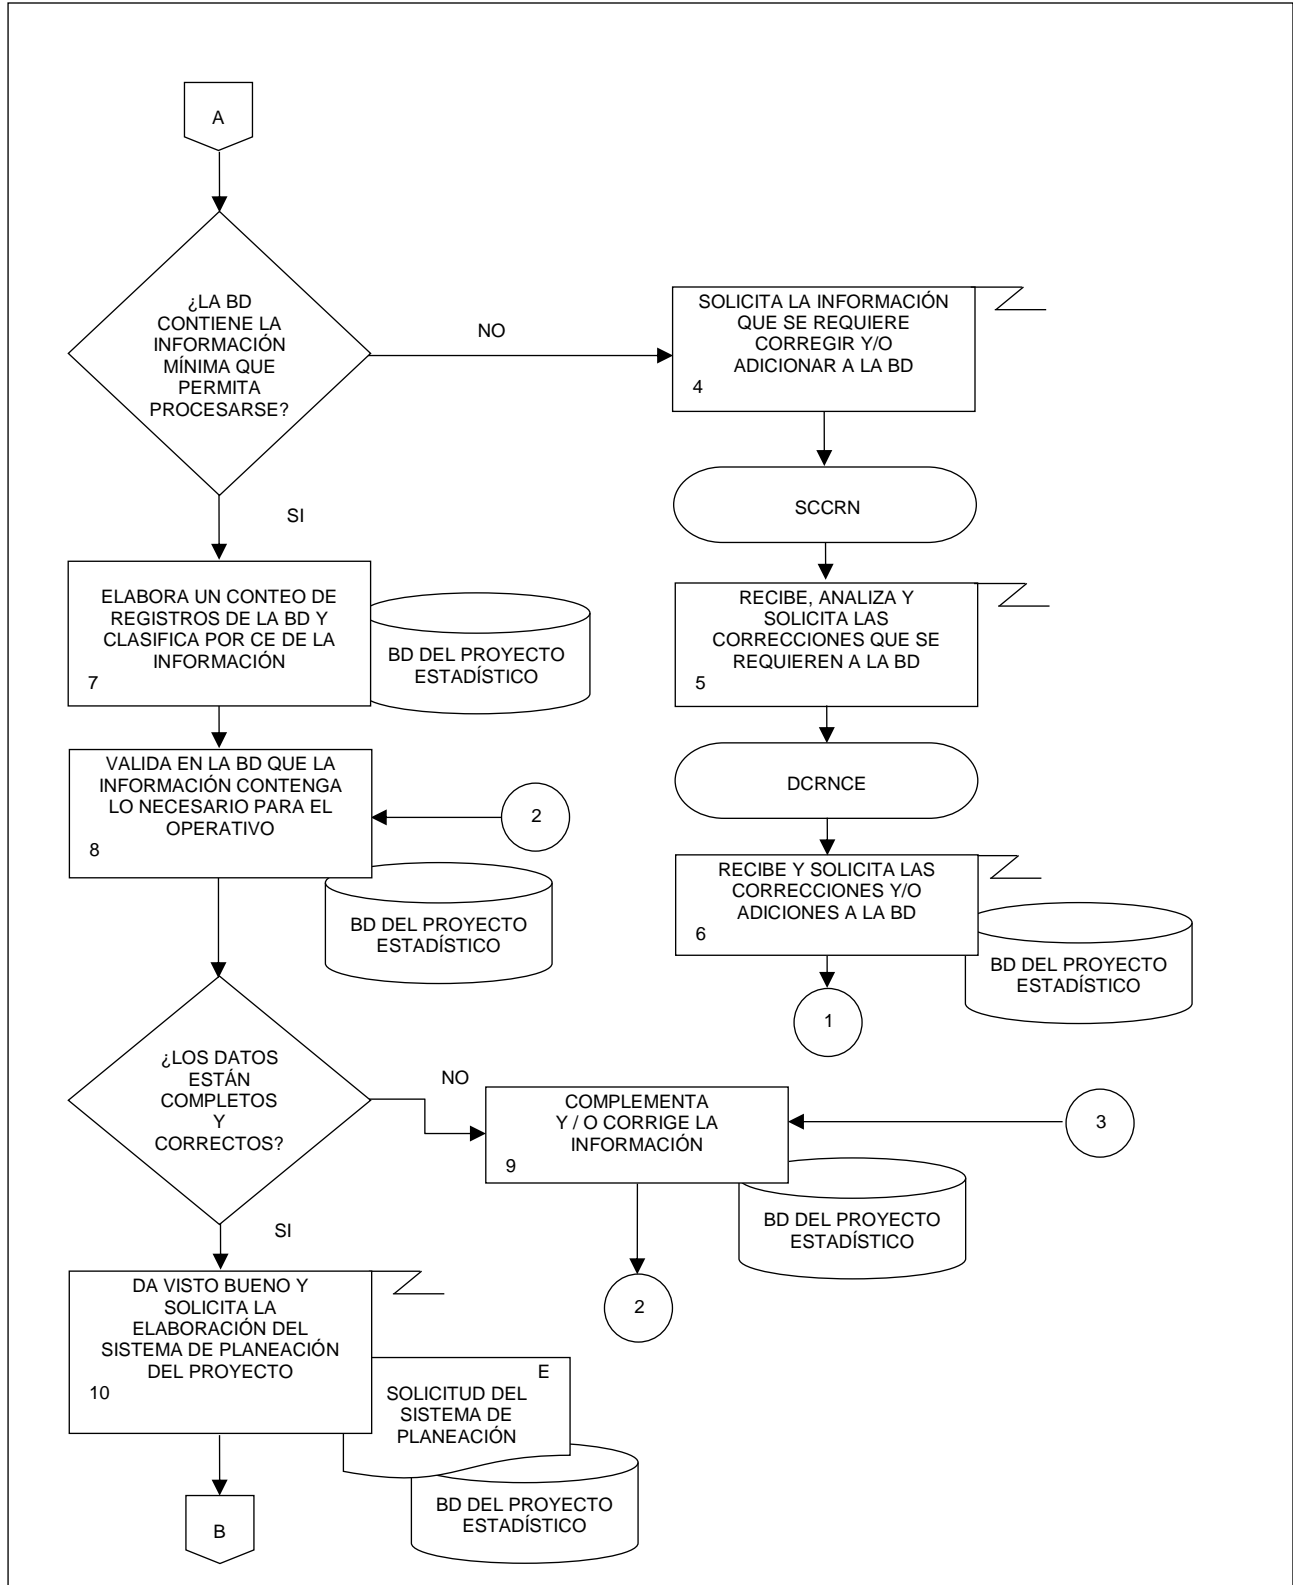 A
¿LA BD
CONTIENE LA
INFORMACIÓN
MÍNIMA QUE
PERMITA
PROCESARSE?
NO
SOLICITA LA INFORMACIÓN
QUE SE REQUIERE
CORREGIR Y/O
ADICIONAR A LA BD
4
SCCRN
SI
RECIBE, ANALIZA Y
SOLICITA LAS
CORRECCIONES QUE SE
REQUIEREN A LA BD
5
ELABORA UN CONTEO DE
REGISTROS DE LA BD Y
CLASIFICA POR CE DE LA
INFORMACIÓN
7
BD DEL PROYECTO
ESTADÍSTICO
DCRNCE
VALIDA EN LA BD QUE LA
INFORMACIÓN CONTENGA
LO NECESARIO PARA EL
OPERATIVO
8
2
BD DEL PROYECTO
ESTADÍSTICO
RECIBE Y SOLICITA LAS
CORRECCIONES Y/O
ADICIONES A LA BD
6
BD DEL PROYECTO
ESTADÍSTICO
1
¿LOS DATOS
ESTÁN
COMPLETOS
Y
CORRECTOS?
NO
COMPLEMENTA
Y / O CORRIGE LA
INFORMACIÓN
9
3
BD DEL PROYECTO
ESTADÍSTICO
2
SI
DA VISTO BUENO Y
SOLICITA LA
ELABORACIÓN DEL
SISTEMA DE PLANEACIÓN
DEL PROYECTO
10
E
SOLICITUD DEL
SISTEMA DE
PLANEACIÓN
BD DEL PROYECTO
ESTADÍSTICO
B